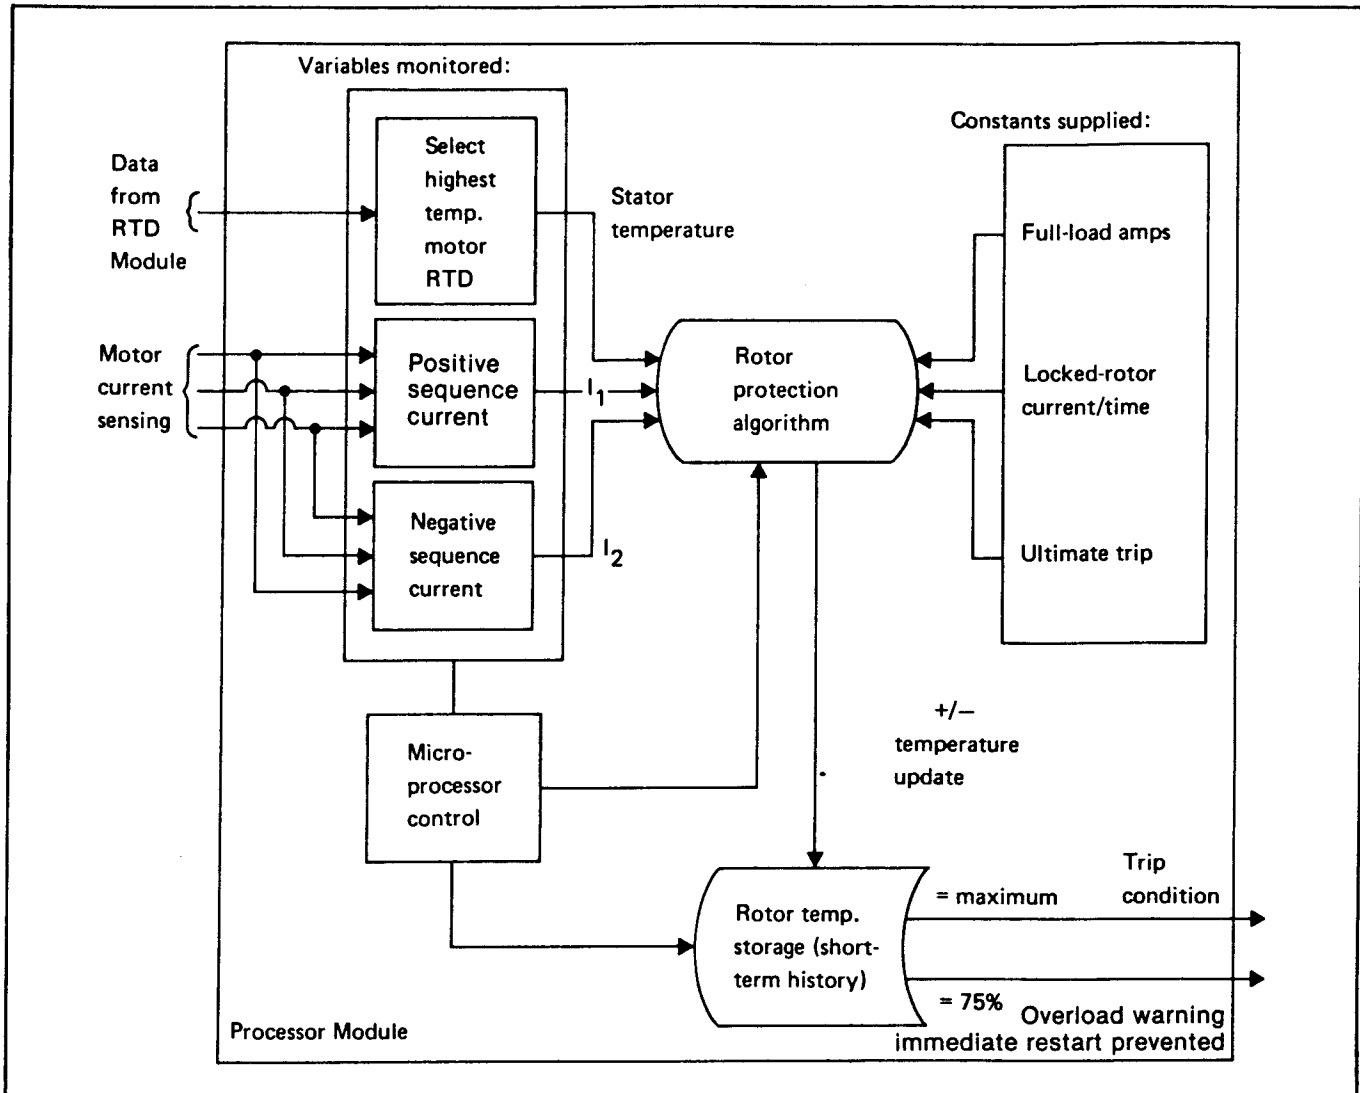 Variables monitored:
Constants supplied:
Data
from
RTD
Module
Select
highest
temp.
motor
RTD
Stator
temperature
Full-load amps
Motor
current
sensing
Positive
sequence
current
I1
Rotor
protection
algorithm
Locked-rotor
current/time
Negative
sequence
current
I2
Ultimate trip
Micro-
processor
control
+/–
temperature
update
Rotor temp.
storage (short-
term history)
= maximum
Trip
condition
= 75%
Overload warning
immediate restart prevented
Processor Module